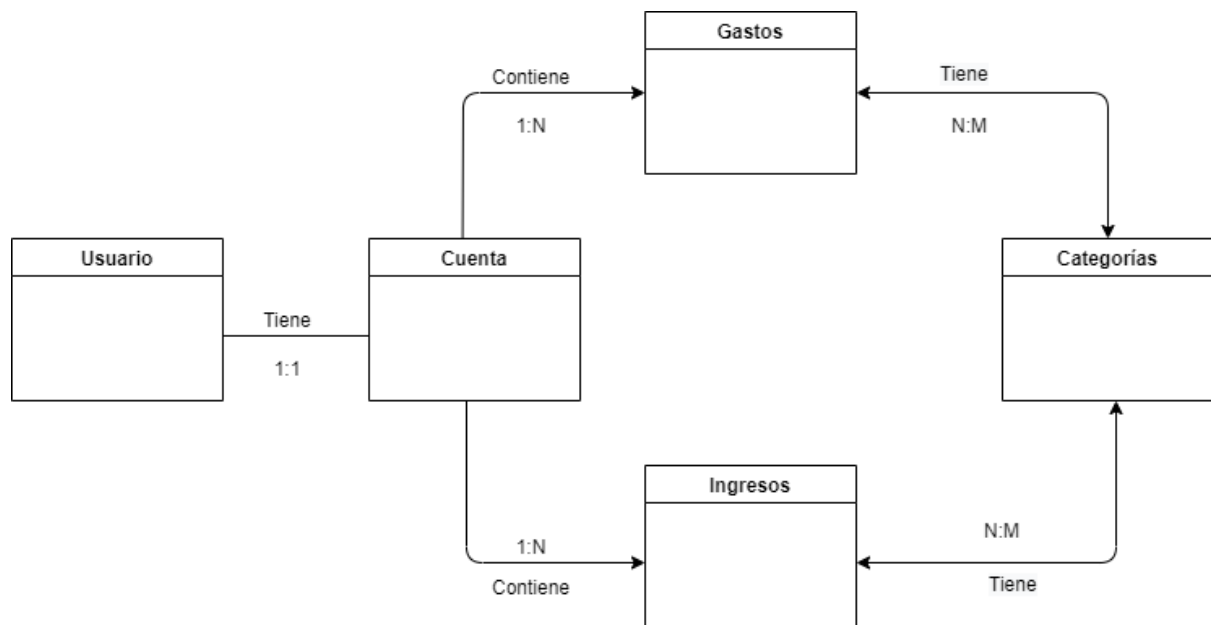 Gastos
Contiene
1:N
Tiene
N:M
Usuario
Cuenta
Categorías
Tiene
1:1
Ingresos
1:N
Contiene
N:M
Tiene